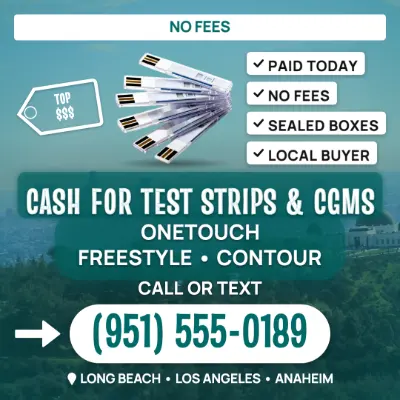 NO FEES
TOP
$$$
✓ PAID TODAY
✓ NO FEES
✓ SEALED BOXES
✓ LOCAL BUYER
CASH FOR TEST STRIPS & CGMS
ONETOUCH
FREESTYLE • CONTOUR
CALL OR TEXT
(951) 555-0189
LONG BEACH • LOS ANGELES • ANAHEIM